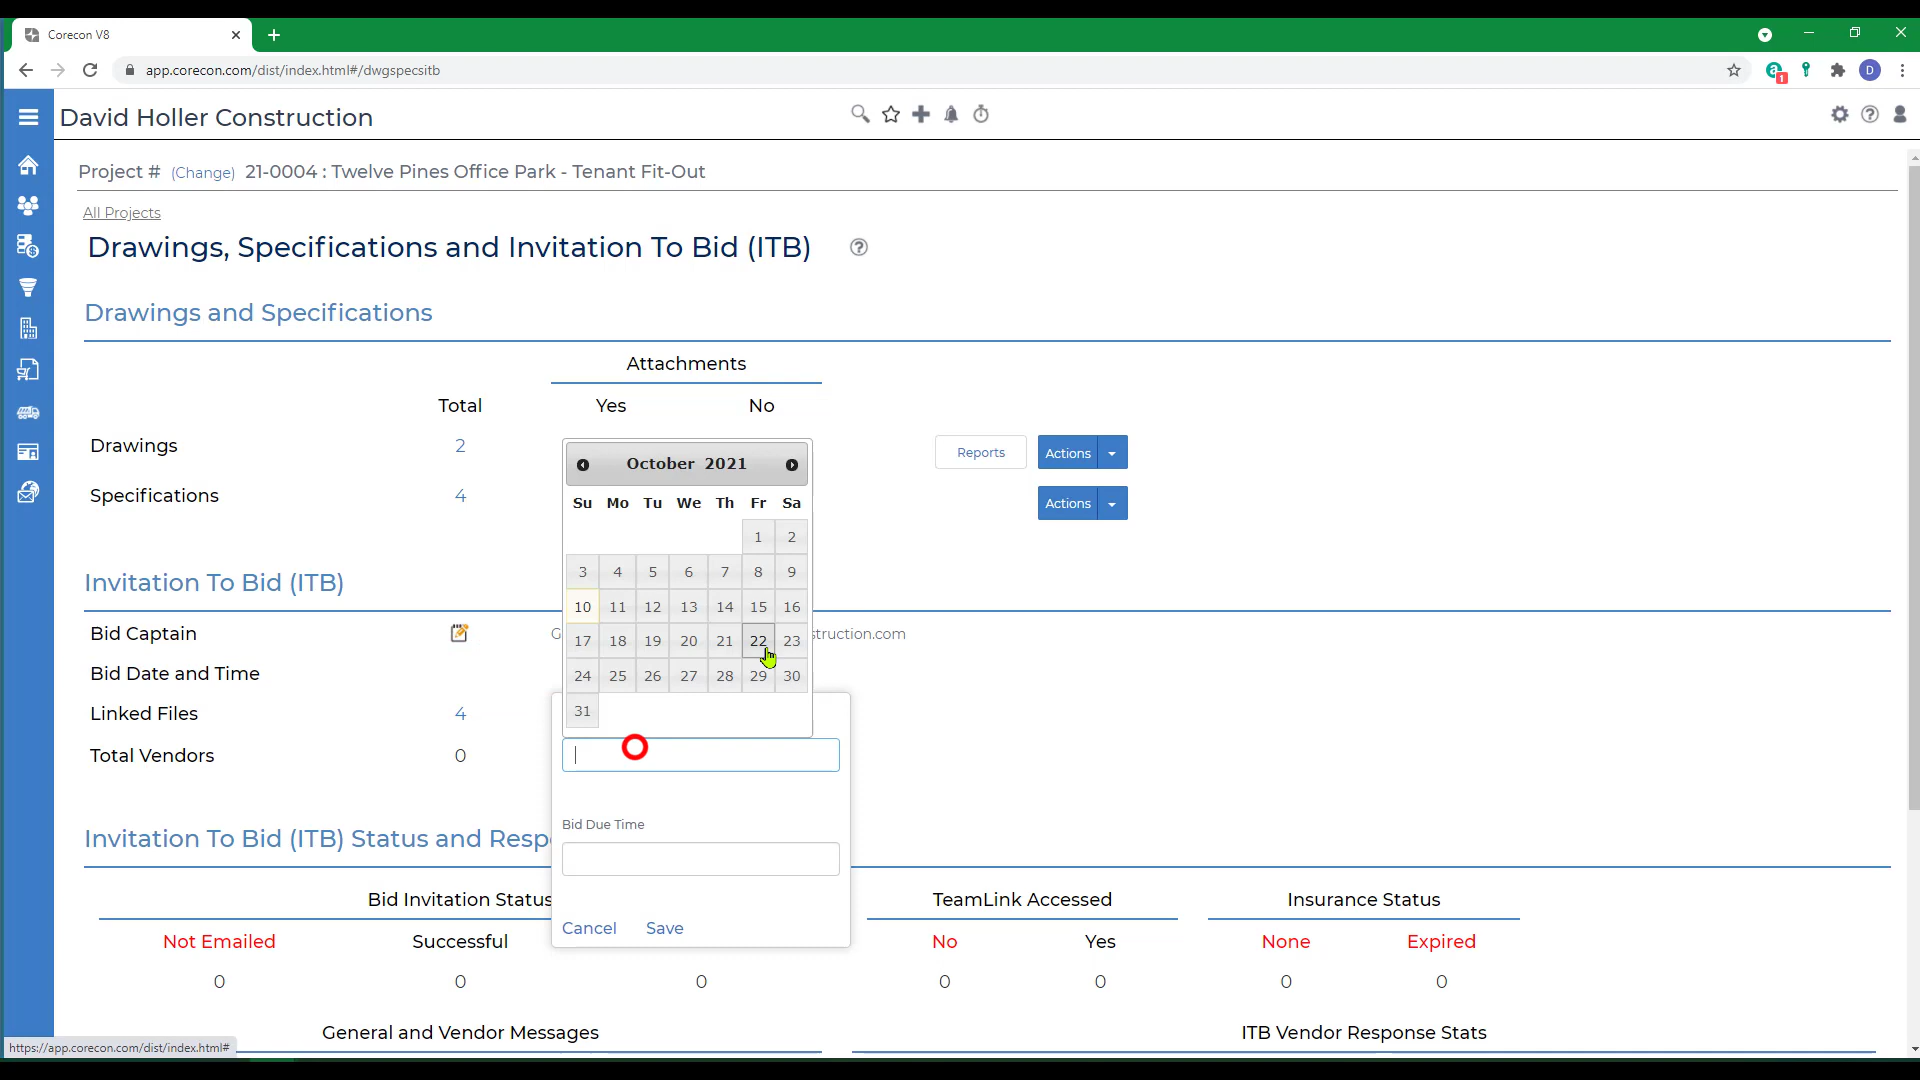 Corecon V8
app.corecon.com/dist/index.html#/dwgspecsitb
1
D
David Holler Construction
Project # (Change) 21-0004 : Twelve Pines Office Park - Tenant Fit-Out
All Projects
Drawings, Specifications and Invitation To Bid (ITB)
Drawings and Specifications
Attachments
Total Yes No
Drawings 2 Reports Actions
Specifications 4 Actions
October 2021
Su Mo Tu We Th Fr Sa
1 2
3 4 5 6 7 8 9
10 11 12 13 14 15 16
17 18 19 20 21 22 23
24 25 26 27 28 29 30
31
Invitation To Bid (ITB)
Bid Captain G struction.com
Bid Date and Time
Linked Files 4
Total Vendors 0
Bid Due Time
Cancel Save
Invitation To Bid (ITB) Status and Resp
Bid Invitation Status TeamLink Accessed Insurance Status
Not Emailed Successful No Yes None Expired
0 0 0 0 0 0 0
General and Vendor Messages ITB Vendor Response Stats
https://app.corecon.com/dist/index.html#